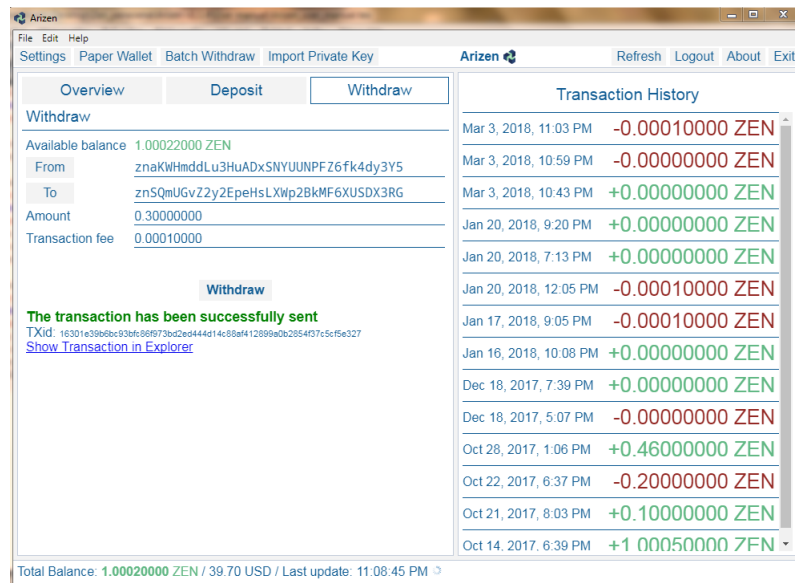 Arizen
File Edit Help
Settings Paper Wallet Batch Withdraw Import Private Key Arizen Refresh Logout About Exit
Overview Deposit Withdraw
Withdraw
Available balance 1.00022000 ZEN
From znaKWHmddLu3HuADxSNYUUNPFZ6fk4dy3Y5
To znSQmUGvZ2y2EpeHsLXWp2BkMF6XUSDX3RG
Amount 0.30000000
Transaction fee 0.00010000
Withdraw
The transaction has been successfully sent
TXid: 16301e39b6bc93bfc86f973bd2ed444d14c88af412899a0b2854f37c5cf5e327
Show Transaction in Explorer
Transaction History
Mar 3, 2018, 11:03 PM -0.00010000 ZEN
Mar 3, 2018, 10:59 PM -0.00000000 ZEN
Mar 3, 2018, 10:43 PM +0.00000000 ZEN
Jan 20, 2018, 9:20 PM +0.00000000 ZEN
Jan 20, 2018, 7:13 PM +0.00000000 ZEN
Jan 20, 2018, 12:05 PM -0.00010000 ZEN
Jan 17, 2018, 9:05 PM -0.00010000 ZEN
Jan 16, 2018, 10:08 PM +0.00000000 ZEN
Dec 18, 2017, 7:39 PM +0.00000000 ZEN
Dec 18, 2017, 5:07 PM -0.00000000 ZEN
Oct 28, 2017, 1:06 PM +0.46000000 ZEN
Oct 22, 2017, 6:37 PM -0.20000000 ZEN
Oct 21, 2017, 8:03 PM +0.10000000 ZEN
Oct 14, 2017, 6:39 PM +1.00050000 ZEN
Total Balance: 1.00020000 ZEN / 39.70 USD / Last update: 11:08:45 PM